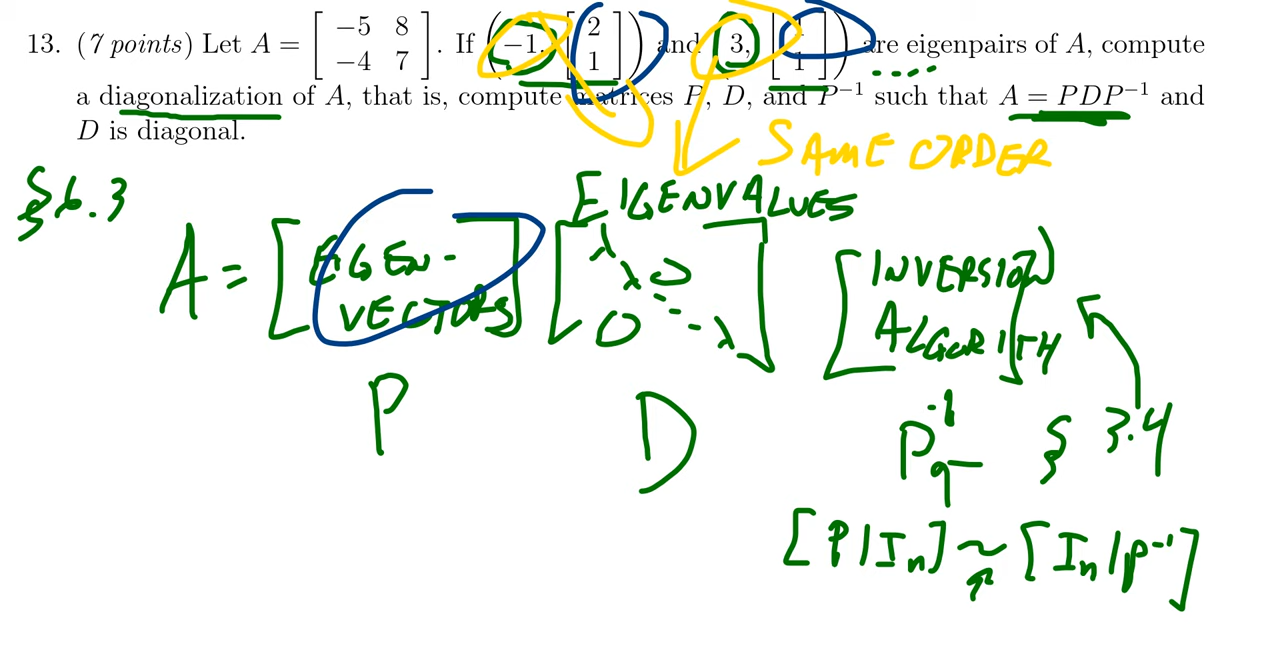 13. (7 points) Let A = [ −5 8 −4 7 ]. If (−1, [ 2 1 ]) and (3, [ 1 1 ]) are eigenpairs of A, compute
a diagonalization of A, that is, compute matrices P, D, and P⁻¹ such that A = PDP⁻¹ and
D is diagonal.
SAME ORDER
§6.3
EIGENVALUES
A = [ EIGEN-VECTORS ] [ λ λ 0 0 ⋱ λ ] [ INVERSION ALGORITH ]
P D P⁻¹ § 3.4
[P|Iₙ] ~ [Iₙ|P⁻¹]